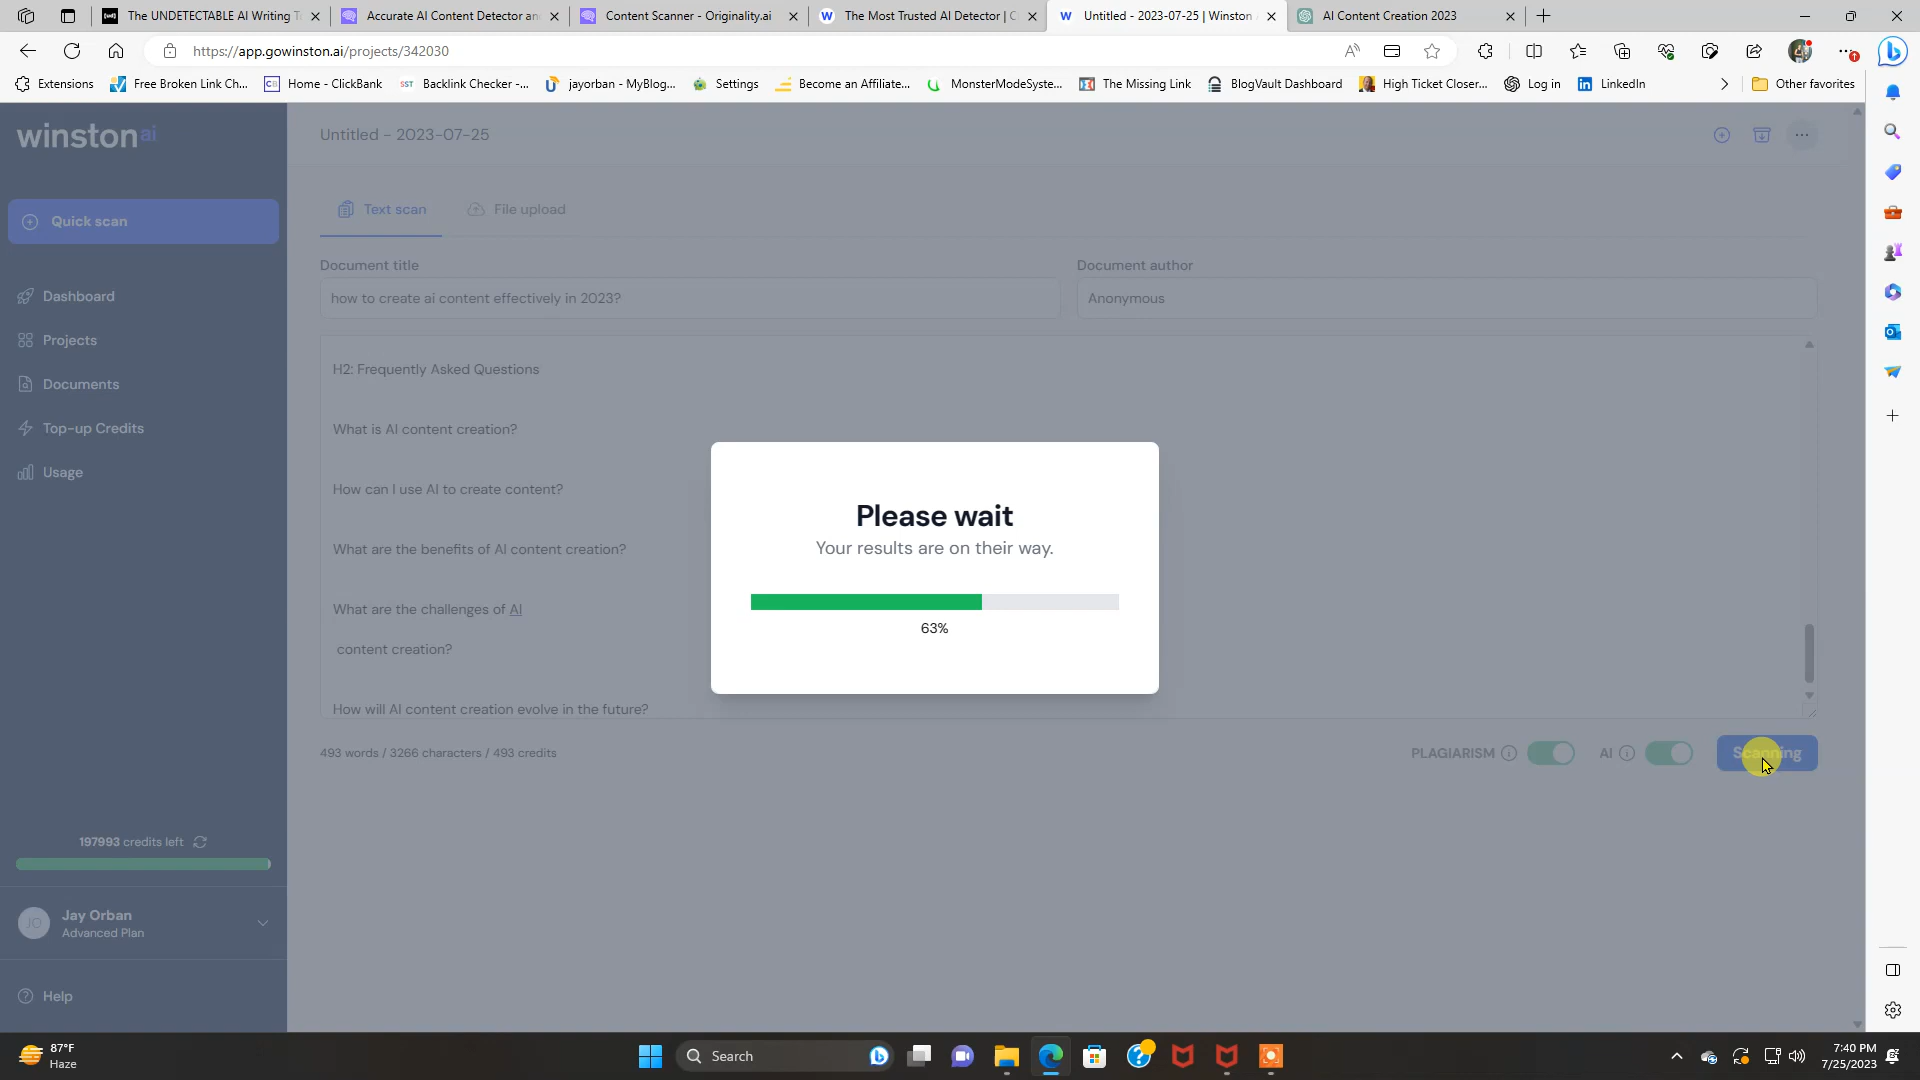 The UNDETECTABLE AI Writing T
Accurate AI Content Detector an
Content Scanner - Originality.ai
The Most Trusted AI Detector | C
Untitled - 2023-07-25 | Winston
AI Content Creation 2023
https://app.gowinston.ai/projects/342030
Extensions
Free Broken Link Ch...
Home - ClickBank
Backlink Checker -...
jayorban - MyBlog...
Settings
Become an Affiliate...
MonsterModeSyste...
The Missing Link
BlogVault Dashboard
High Ticket Closer...
Log in
LinkedIn
Other favorites
winston ai
Untitled - 2023-07-25
Quick scan
Text scan
File upload
Document title
Document author
how to create ai content effectively in 2023?
Anonymous
Dashboard
Projects
Documents
Top-up Credits
Usage
H2: Frequently Asked Questions
What is AI content creation?
How can I use AI to create content?
What are the benefits of AI content creation?
What are the challenges of AI
content creation?
How will AI content creation evolve in the future?
Please wait
Your results are on their way.
63%
493 words / 3266 characters / 493 credits
PLAGIARISM
AI
Scanning
197993 credits left
JO
Jay Orban
Advanced Plan
Help
87°F
Haze
Search
7:40 PM
7/25/2023